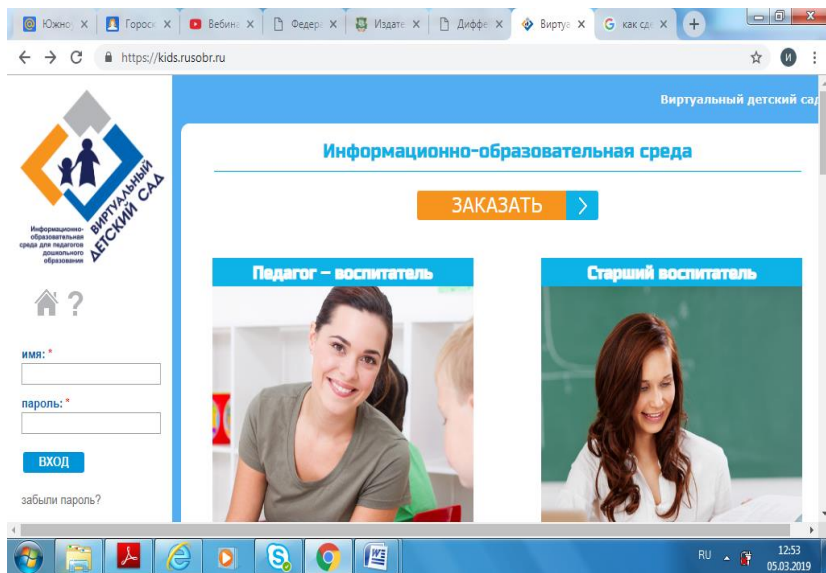 Южно
Гороск
Вебина
Федера
Издате
Диффе
Виртуа
как сде
https://kids.rusobr.ru
И
Виртуальный детский сад
ВИРТУАЛЬНЫЙ
ДЕТСКИЙ САД
Информационно-
образовательная
среда для педагогов
дошкольного
образования
?
имя: *
пароль: *
ВХОД
забыли пароль?
Информационно-образовательная среда
ЗАКАЗАТЬ
Педагог – воспитатель
Старший воспитатель
RU
12:53
05.03.2019